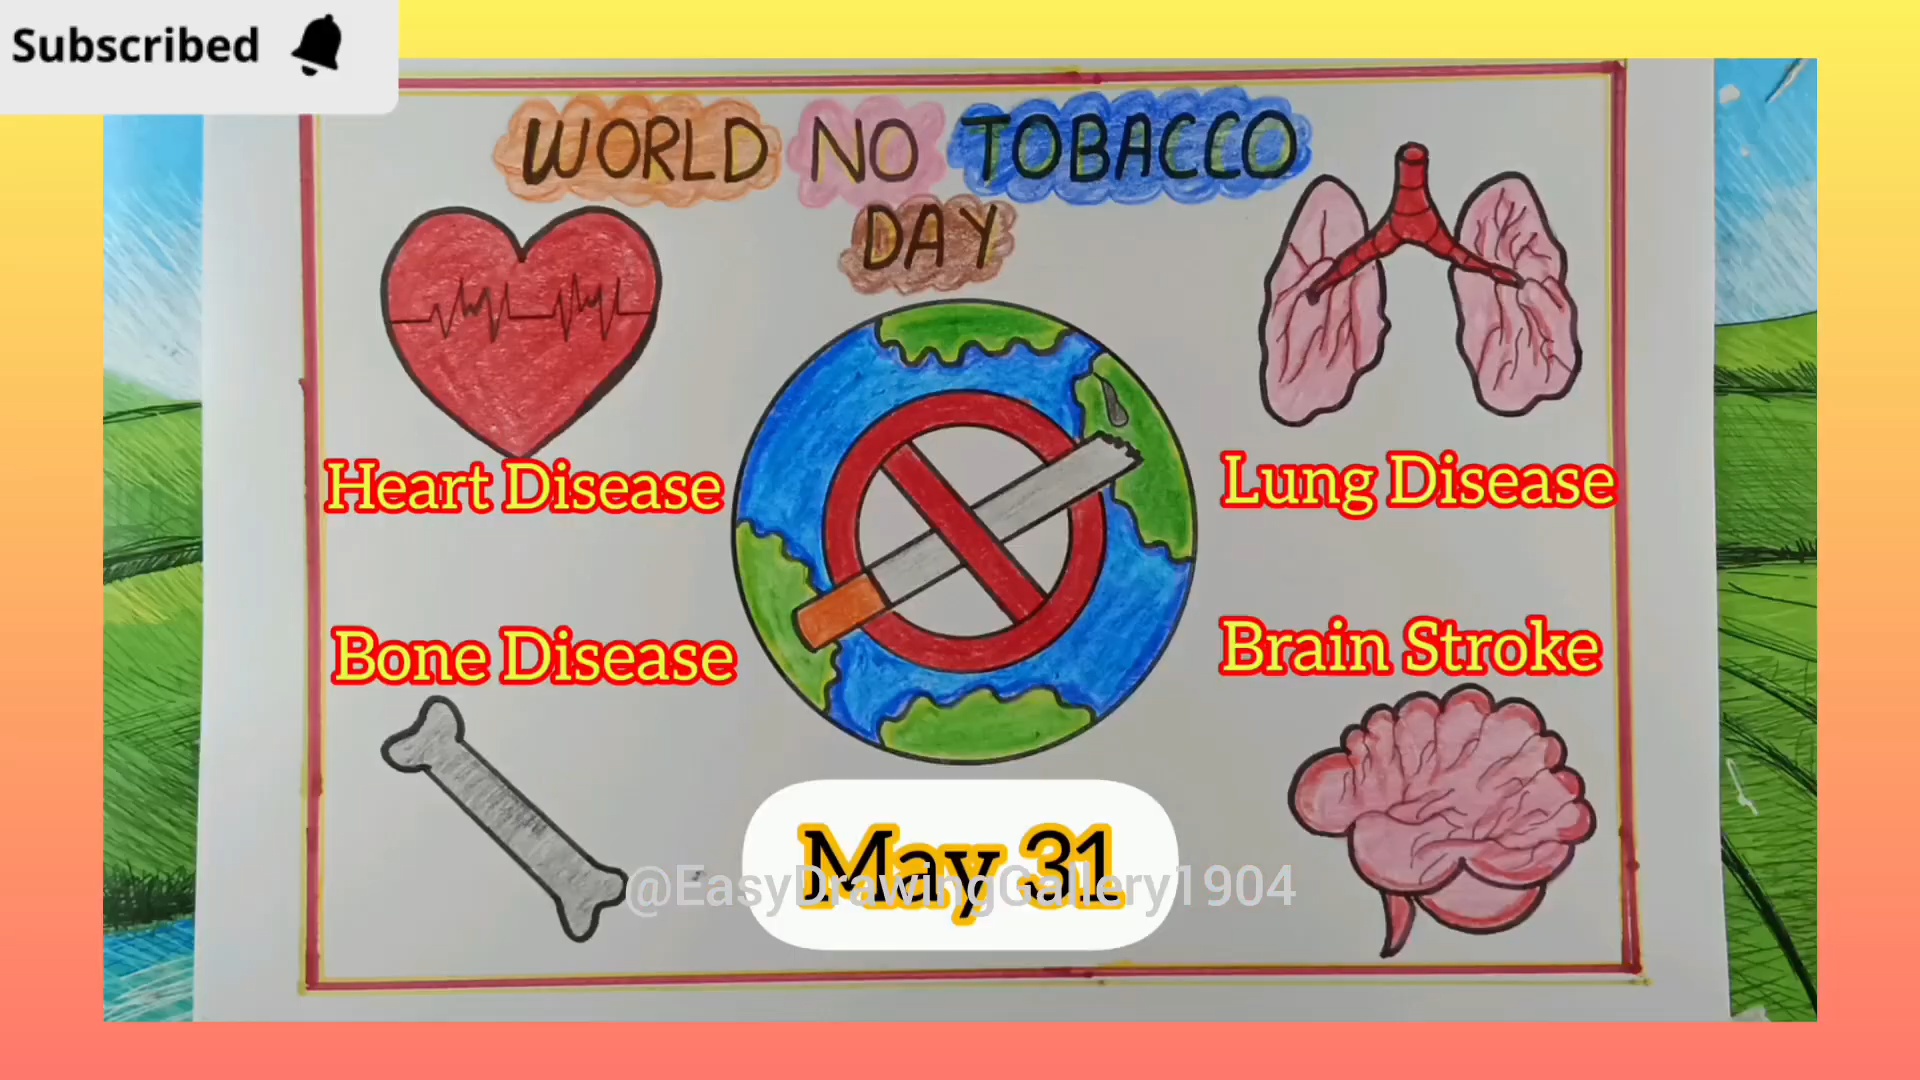 Subscribed
WORLD NO TOBACCO
DAY
Heart Disease
Lung Disease
Bone Disease
Brain Stroke
May 31
@EasyDrawingGallery1904